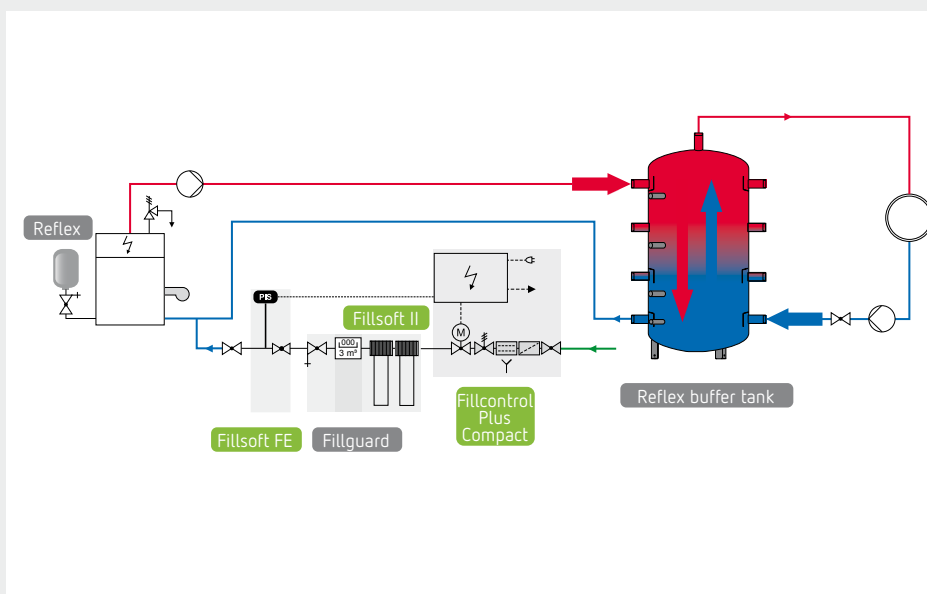 Reflex
PIS
Fillsoft II
M
000
3 m³
Fillcontrol
Plus
Compact
Reflex buffer tank
Fillsoft FE
Fillguard